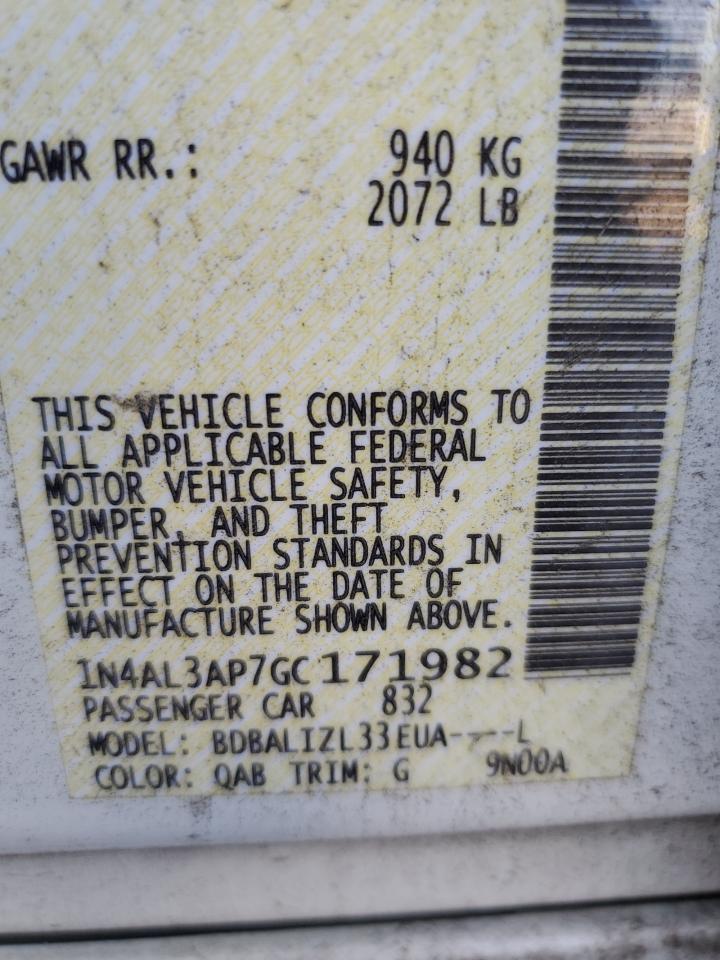 GAWR RR.: 940 KG
2072 LB
THIS VEHICLE CONFORMS TO
ALL APPLICABLE FEDERAL
MOTOR VEHICLE SAFETY,
BUMPER, AND THEFT
PREVENTION STANDARDS IN
EFFECT ON THE DATE OF
MANUFACTURE SHOWN ABOVE.
1N4AL3AP7GC171982
PASSENGER CAR 832
MODEL: BDBALIZL33EUA----L
COLOR: QAB TRIM: G 9N00A